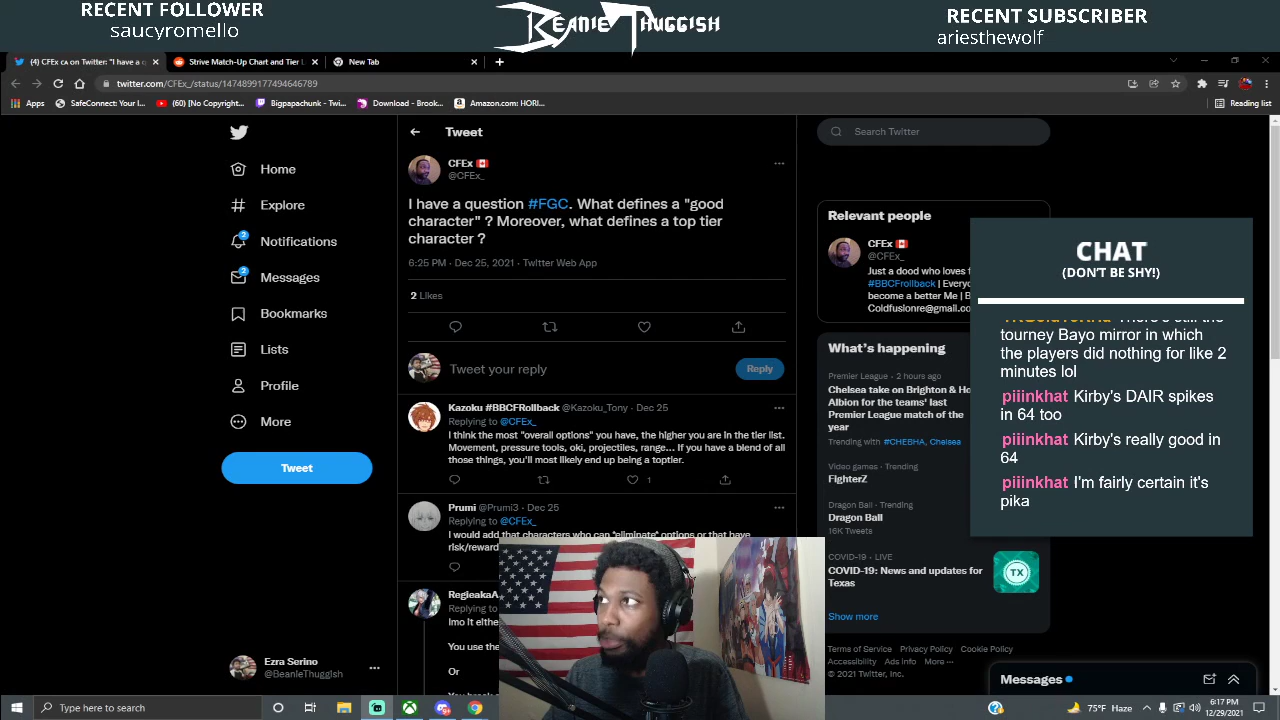 RECENT FOLLOWER
saucyromello
BEANIE THUGGISH
RECENT SUBSCRIBER
ariesthewolf
(4) CFEx ca on Twitter: "I have a q
Strive Match-Up Chart and Tier L
New Tab
twitter.com/CFEx_/status/1474899177494646789
Apps
SafeConnect: Your I...
(60) [No Copyright...
Bigpapachunk - Twi...
Download - Brook...
Amazon.com: HORI...
Reading list
Home
Explore
2
Notifications
2
Messages
Bookmarks
Lists
Profile
More
Tweet
Ezra Serino
@BeanieThuggish
Tweet
CFEx
@CFEx_
I have a question #FGC. What defines a "good
character" ? Moreover, what defines a top tier
character ?
6:25 PM · Dec 25, 2021 · Twitter Web App
2 Likes
Tweet your reply
Reply
Kazoku #BBCFRollback @Kazoku_Tony · Dec 25
Replying to @CFEx_
I think the most "overall options" you have, the higher you are in the tier list.
Movement, pressure tools, oki, projectiles, range... If you have a blend of all
those things, you'll most likely end up being a toptier.
1
Prumi @Prumi3 · Dec 25
Replying to @CFEx_
I would add that characters who can "eliminate" options or that have
risk/reward
RegleakaA
Replying to
Imo it eithe
You use the
Or
Search Twitter
Relevant people
CFEx
@CFEx_
Just a dood who loves f
#BBCFrollback | Everyo
become a better Me | B
Coldfusionre@gmail.co
What's happening
Premier League · 2 hours ago
Chelsea take on Brighton & Ho
Albion for the teams' last
Premier League match of the
year
Trending with #CHEBHA, Chelsea
Video games · Trending
FighterZ
Dragon Ball · Trending
Dragon Ball
16K Tweets
COVID-19 · LIVE
COVID-19: News and updates for
Texas
TX
Show more
Terms of Service Privacy Policy Cookie Policy
Accessibility Ads info More ···
© 2021 Twitter, Inc.
CHAT
(DON'T BE SHY!)
There's still the
tourney Bayo mirror in which
the players did nothing for like 2
minutes lol
piiinkhat Kirby's DAIR spikes
in 64 too
piiinkhat Kirby's really good in
64
piiinkhat I'm fairly certain it's
pika
Messages
Type here to search
75°F Haze
6:17 PM
12/29/2021